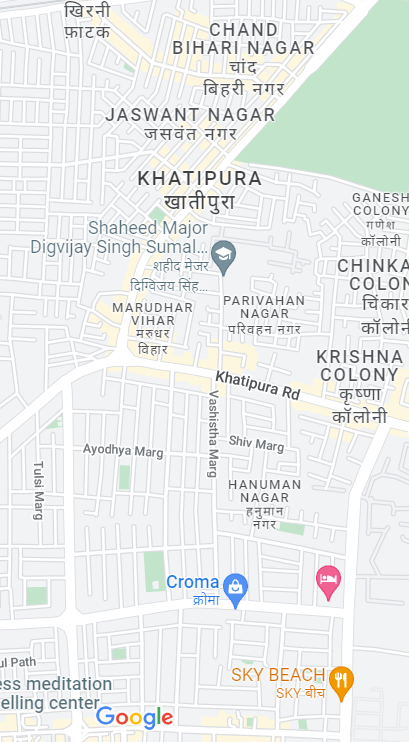 खिरनी
फ़ाटक
CHAND
BIHARI NAGAR
चांद
बिहरी नगर
JASWANT NAGAR
जसवंत नगर
KHATIPURA
खातीपुरा
GANESH
COLONY
गणेश
कॉलोनी
Shaheed Major
Digvijay Singh Sumal...
शहीद मेजर
दिग्विजय सिंह...
CHINKA
COLON
चिंकार
कॉलोनी
PARIVAHAN
NAGAR
परिवहन नगर
MARUDHAR
VIHAR
मरुधर
विहार
KRISHNA
COLONY
कृष्णा
कॉलोनी
Khatipura Rd
Vashistha Marg
Shiv Marg
Ayodhya Marg
Tulsi Marg
HANUMAN
NAGAR
हनुमान
नगर
Croma
क्रोमा
SKY BEACH
SKY बीच
ul Path
ess meditation
elling center
Google